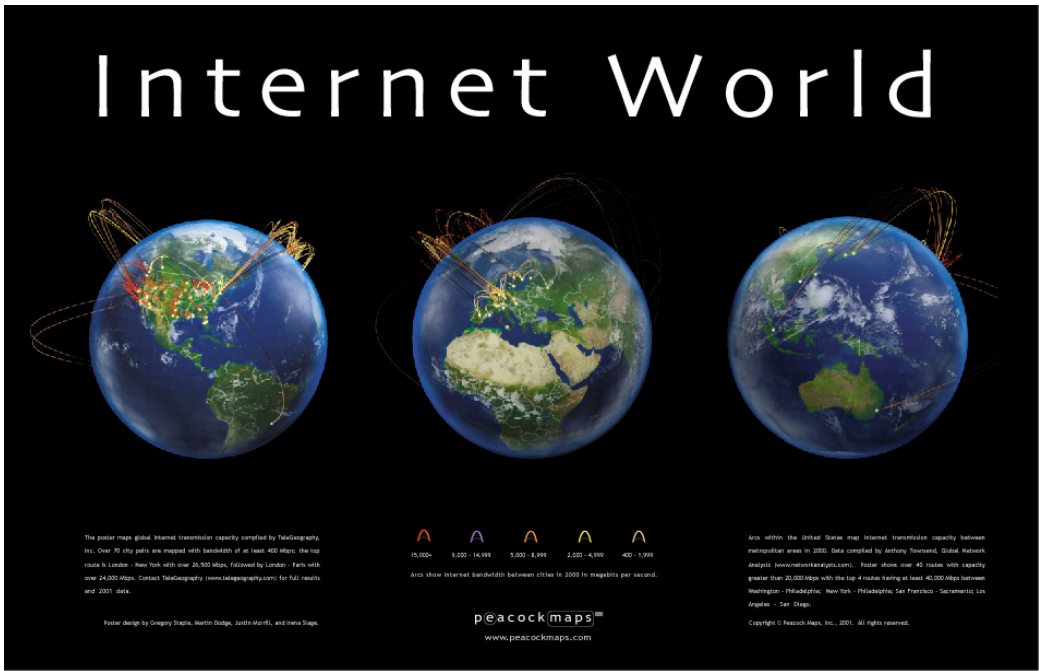 Internet World
The poster maps global Internet transmission capacity compiled by TeleGeography,
Inc. Over 70 city pairs are mapped with bandwidth of at least 400 Mbps; the top
route is London - New York with over 26,500 Mbps, followed by London - Paris with
over 24,000 Mbps. Contact TeleGeography (www.telegeography.com) for full results
and 2001 data.
Poster design by Gregory Staple, Martin Dodge, Justin Morrill, and Irena Slage.
15,000+
9,000 - 14,999
5,000 - 8,999
2,000 - 4,999
400 - 1,999
Arcs show Internet bandwidth between cities in 2000 in megabits per second.
peacockmaps
www.peacockmaps.com
Arcs within the United States map Internet transmission capacity between
metropolitan areas in 2000. Data compiled by Anthony Townsend, Global Network
Analysts (www.networkanalysts.com). Poster shows over 40 routes with capacity
greater than 20,000 Mbps with the top 4 routes having at least 40,000 Mbps between
Washington - Philadelphia; New York - Philadelphia; San Francisco - Sacramento; Los
Angeles - San Diego.
Copyright © Peacock Maps, Inc., 2001. All rights reserved.